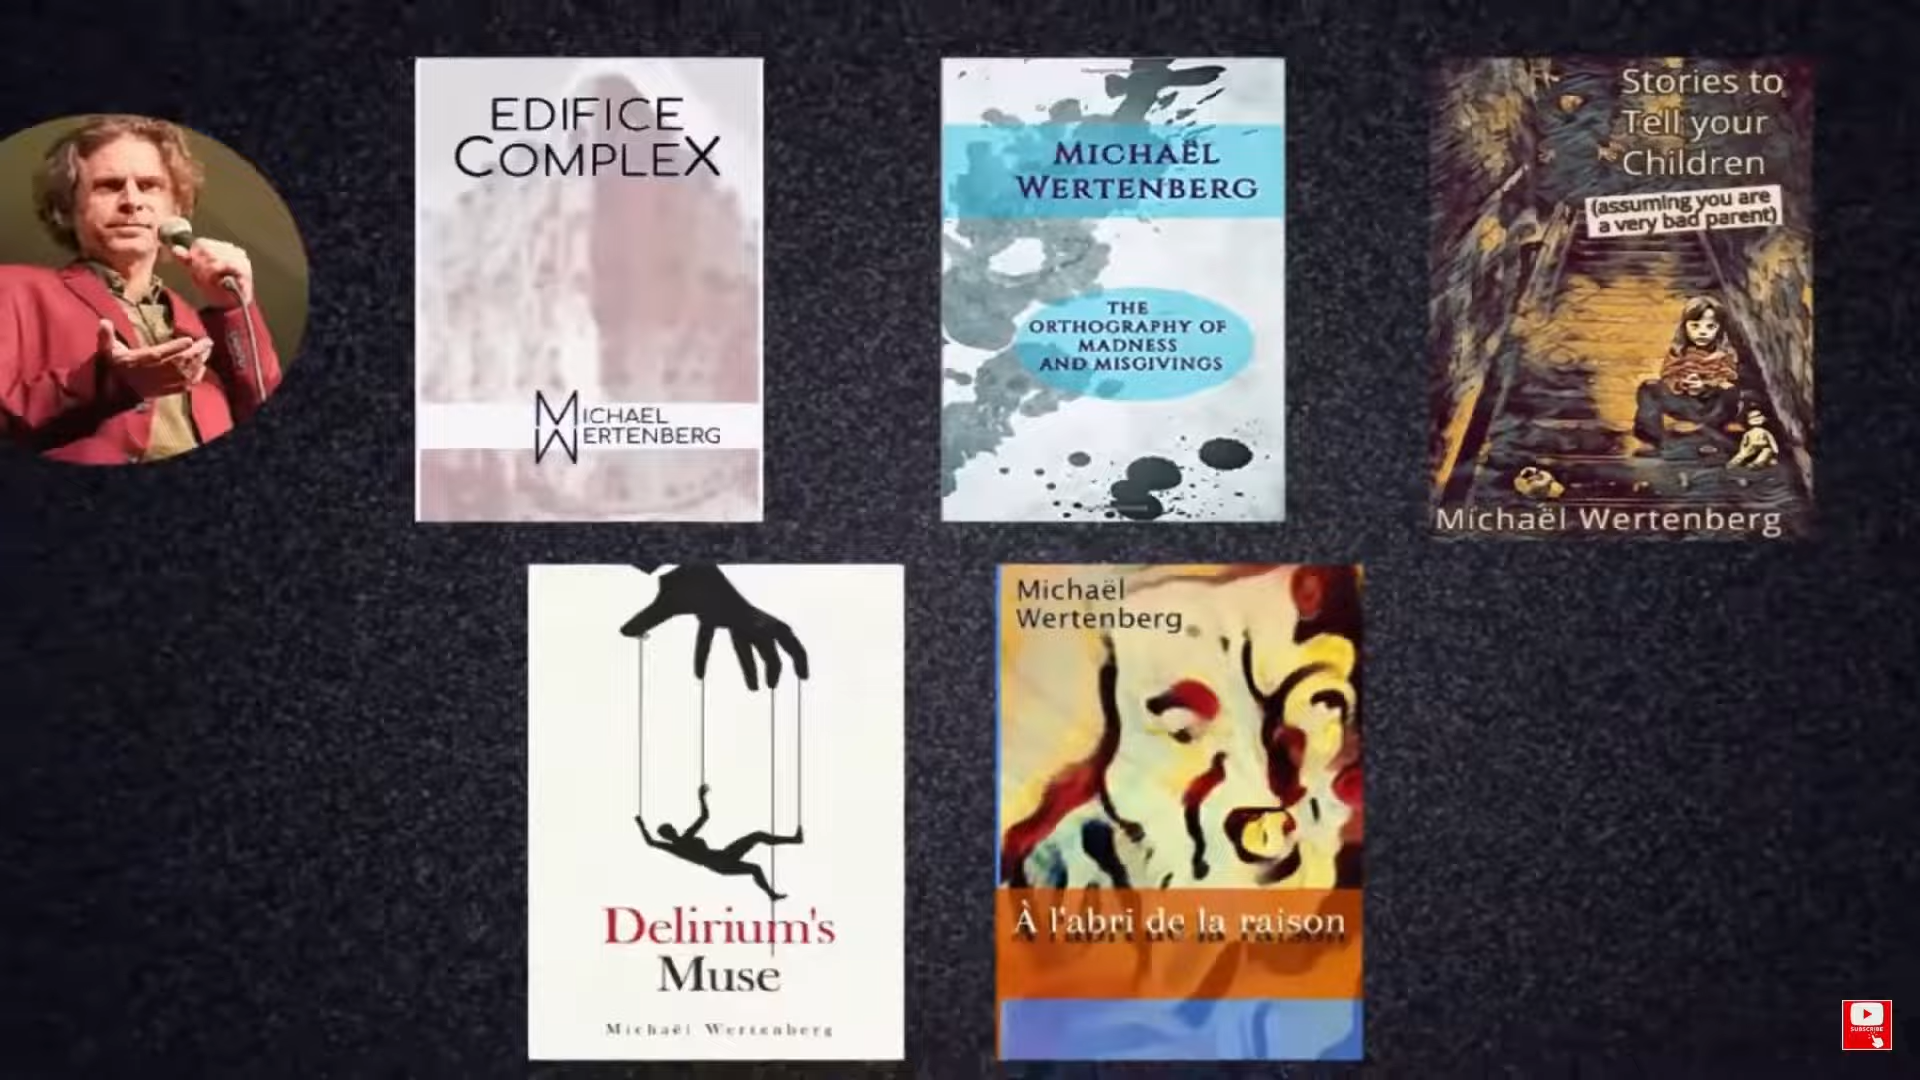 EDIFICE
COMPLEX
MICHAEL
WERTENBERG
MICHAËL
WERTENBERG
THE
ORTHOGRAPHY OF
MADNESS
AND MISGIVINGS
Stories to
Tell your
Children
(assuming you are
a very bad parent)
Michaël Wertenberg
Delirium's
Muse
Michaël Wertenberg
Michaël
Wertenberg
À l'abri de la raison
SUBSCRIBE